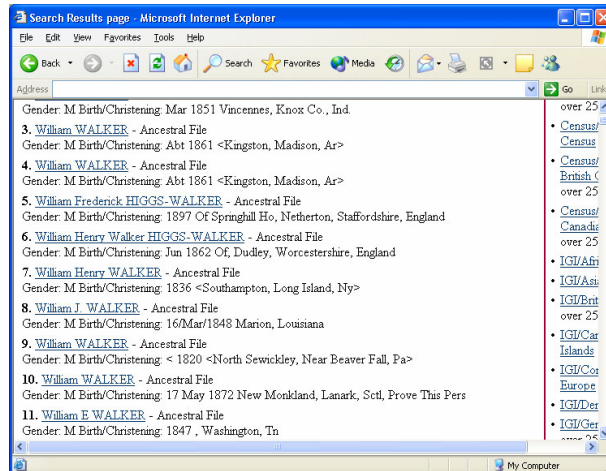 Search Results page - Microsoft Internet Explorer
File Edit View Favorites Tools Help
Back Search Favorites Media
Address Go Link
Gender: M Birth/Christening: Mar 1851 Vincennes, Knox Co., Ind.
3. William WALKER - Ancestral File
Gender: M Birth/Christening: Abt 1861 <Kingston, Madison, Ar>
4. William WALKER - Ancestral File
Gender: M Birth/Christening: Abt 1861 <Kingston, Madison, Ar>
5. William Frederick HIGGS-WALKER - Ancestral File
Gender: M Birth/Christening: 1897 Of Springhill Ho, Netherton, Staffordshire, England
6. William Henry Walker HIGGS-WALKER - Ancestral File
Gender: M Birth/Christening: Jun 1862 Of, Dudley, Worcestershire, England
7. William Henry WALKER - Ancestral File
Gender: M Birth/Christening: 1836 <Southampton, Long Island, Ny>
8. William J. WALKER - Ancestral File
Gender: M Birth/Christening: 16/Mar/1848 Marion, Louisiana
9. William WALKER - Ancestral File
Gender: M Birth/Christening: < 1820 <North Sewickley, Near Beaver Fall, Pa>
10. William WALKER - Ancestral File
Gender: M Birth/Christening: 17 May 1872 New Monkland, Lanark, Sctl, Prove This Pers
11. William E WALKER - Ancestral File
Gender: M Birth/Christening: 1847 , Washington, Tn
over 25
• Census/
Census
• Census/
British C
over 25
• Census/
Canadia
over 25
• IGI/Afri
• IGI/Asia
• IGI/Brit
over 25
• IGI/Car
Islands
• IGI/Con
Europe
• IGI/Der
• IGI/Ger
My Computer